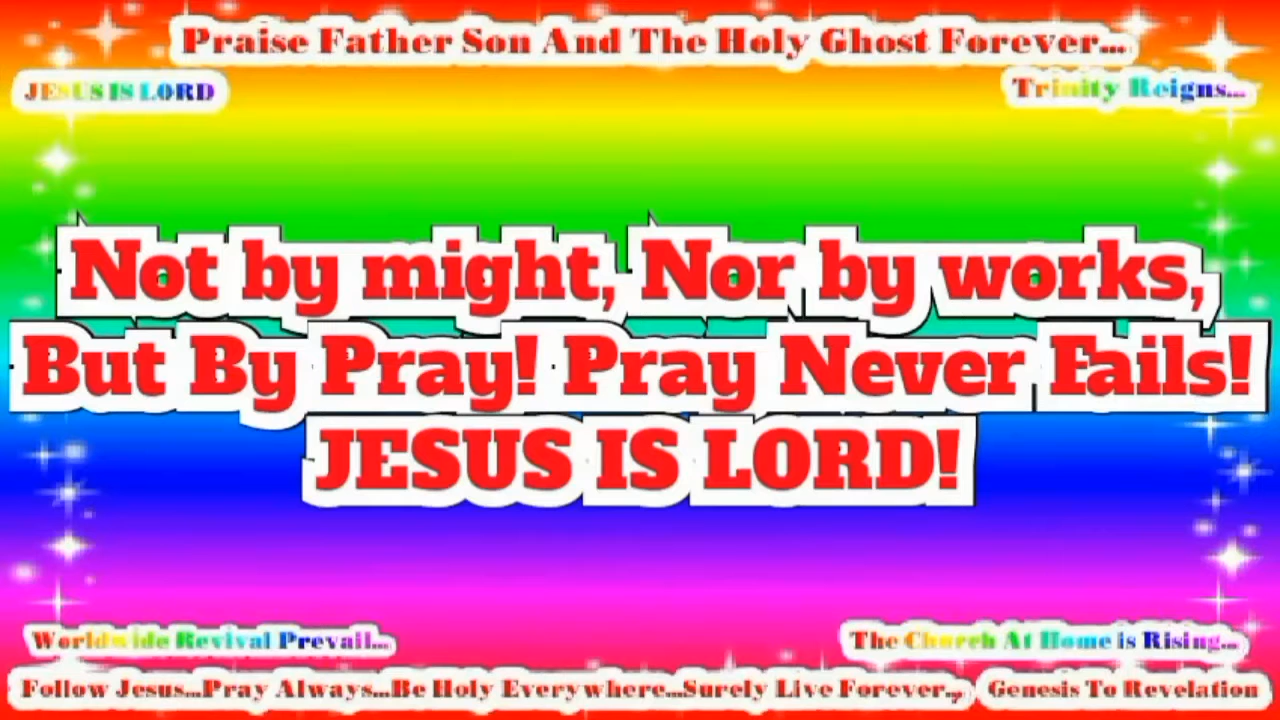 Praise Father Son And The Holy Ghost Forever...
JESUS IS LORD
Trinity Reigns...
Not by might, Nor by works,
But By Pray! Pray Never Fails!
JESUS IS LORD!
Worldwide Revival Prevail...
The Church At Home is Rising...
Follow Jesus...Pray Always...Be Holy Everywhere...Surely Live Forever..,
Genesis To Revelation